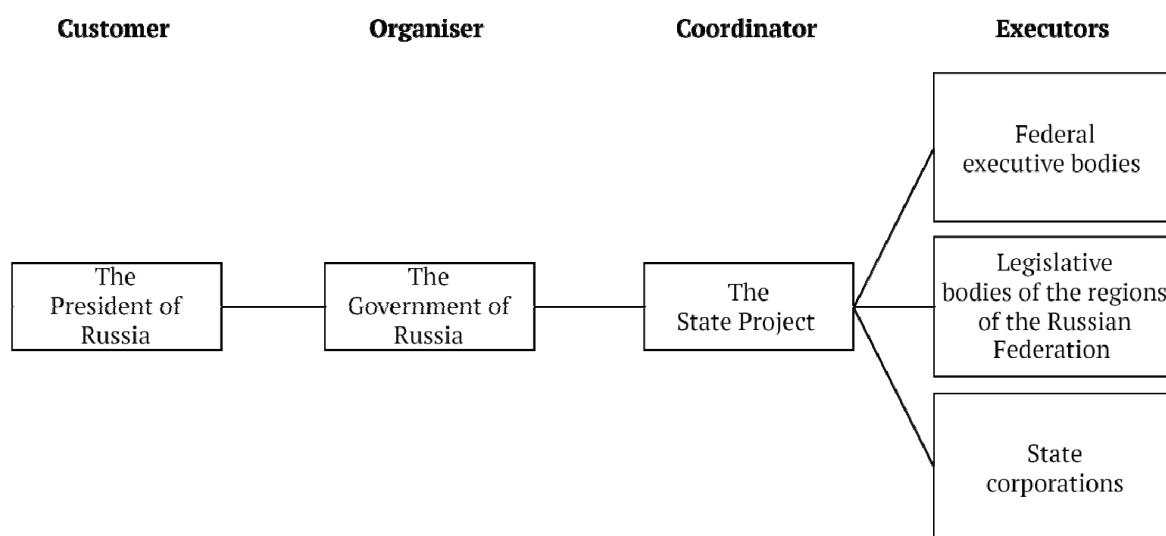 Customer
Organiser
Coordinator
Executors
The
President of
Russia
The
Government of
Russia
The
State Project
Federal
executive bodies
Legislative
bodies of the regions
of the Russian
Federation
State
corporations